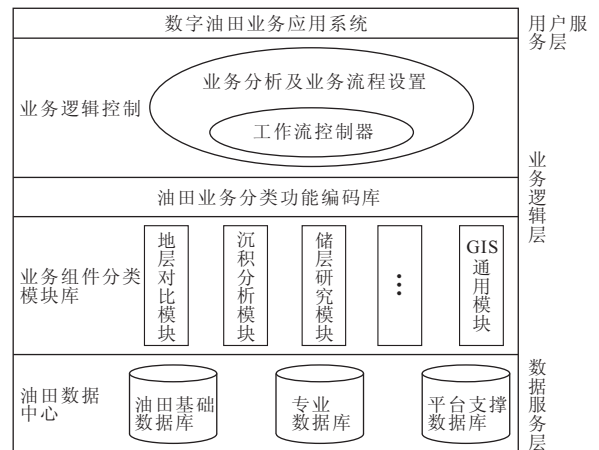 数字油田业务应用系统
用户服
务层
业务逻辑控制
业务分析及业务流程设置
工作流控制器
业务逻辑层
油田业务分类功能编码库
业务组件分类
模块库
地层对比模块
沉积分析模块
储层研究模块
⋮
GIS
通用模块
油田数据
中心
油田基础
数据库
专业
数据库
平台支撑
数据库
数据服务层